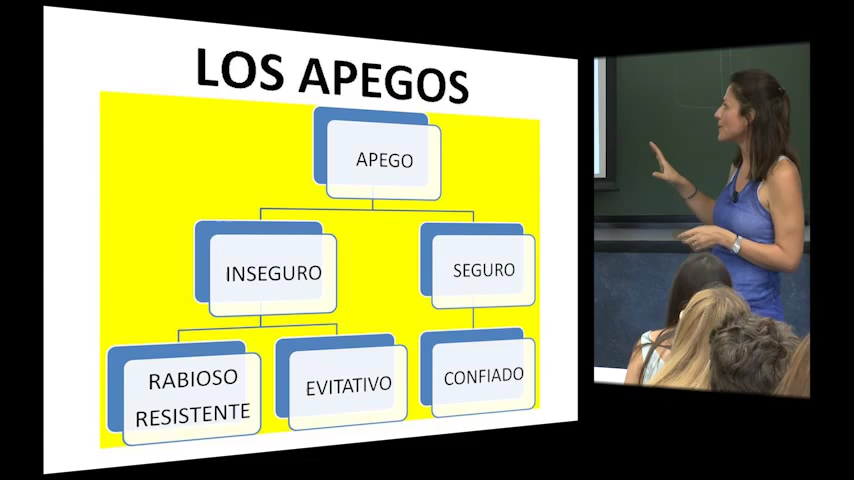 LOS APEGOS
APEGO
INSEGURO
SEGURO
RABIOSO
RESISTENTE
EVITATIVO
CONFIADO